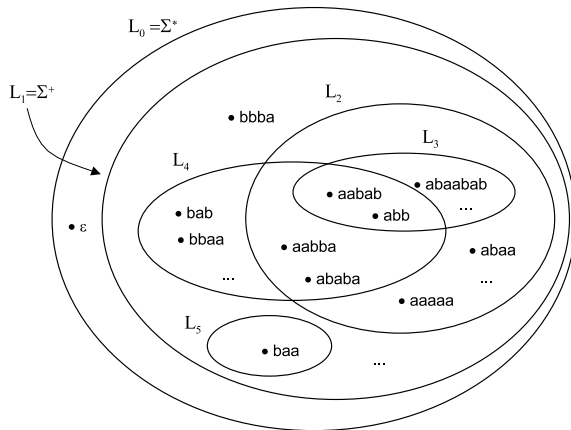 L₀=Σ*
L₁=Σ⁺
L₂
bbba
L₃
L₄
abaabab
aabab
...
bab
abb
ε
bbaa
aabba
abaa
...
ababa
...
aaaaa
L₅
baa
...